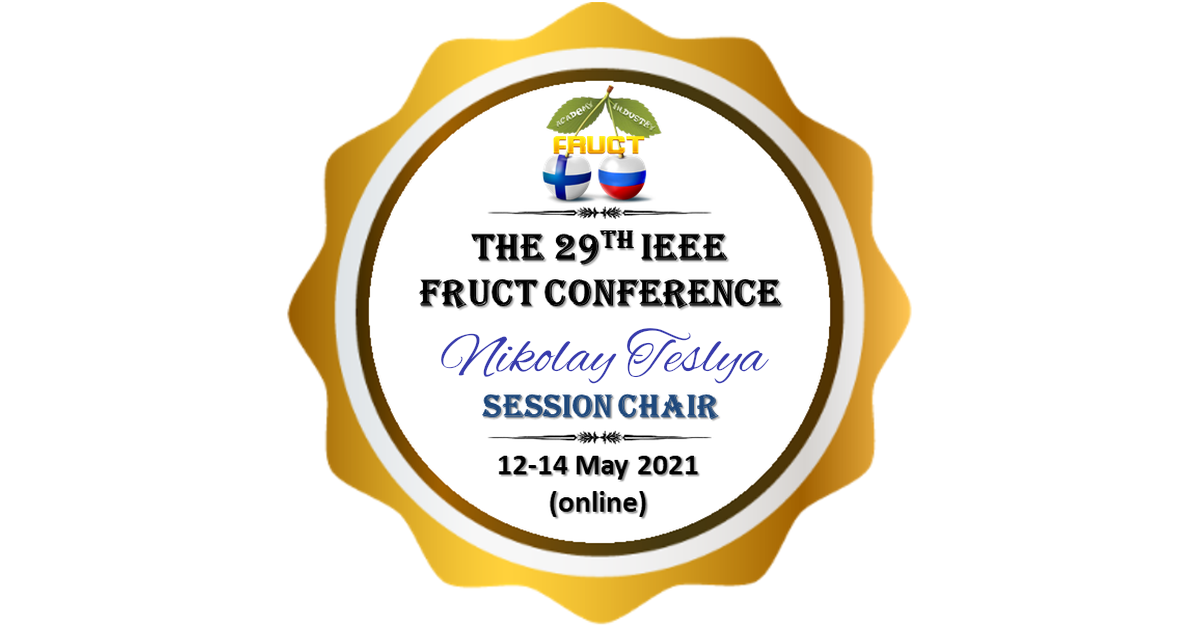 ACADEMY INDUSTRY
FRUCT
THE 29TH IEEE
FRUCT CONFERENCE
Nikolay Teslya
SESSION CHAIR
12-14 May 2021
(online)